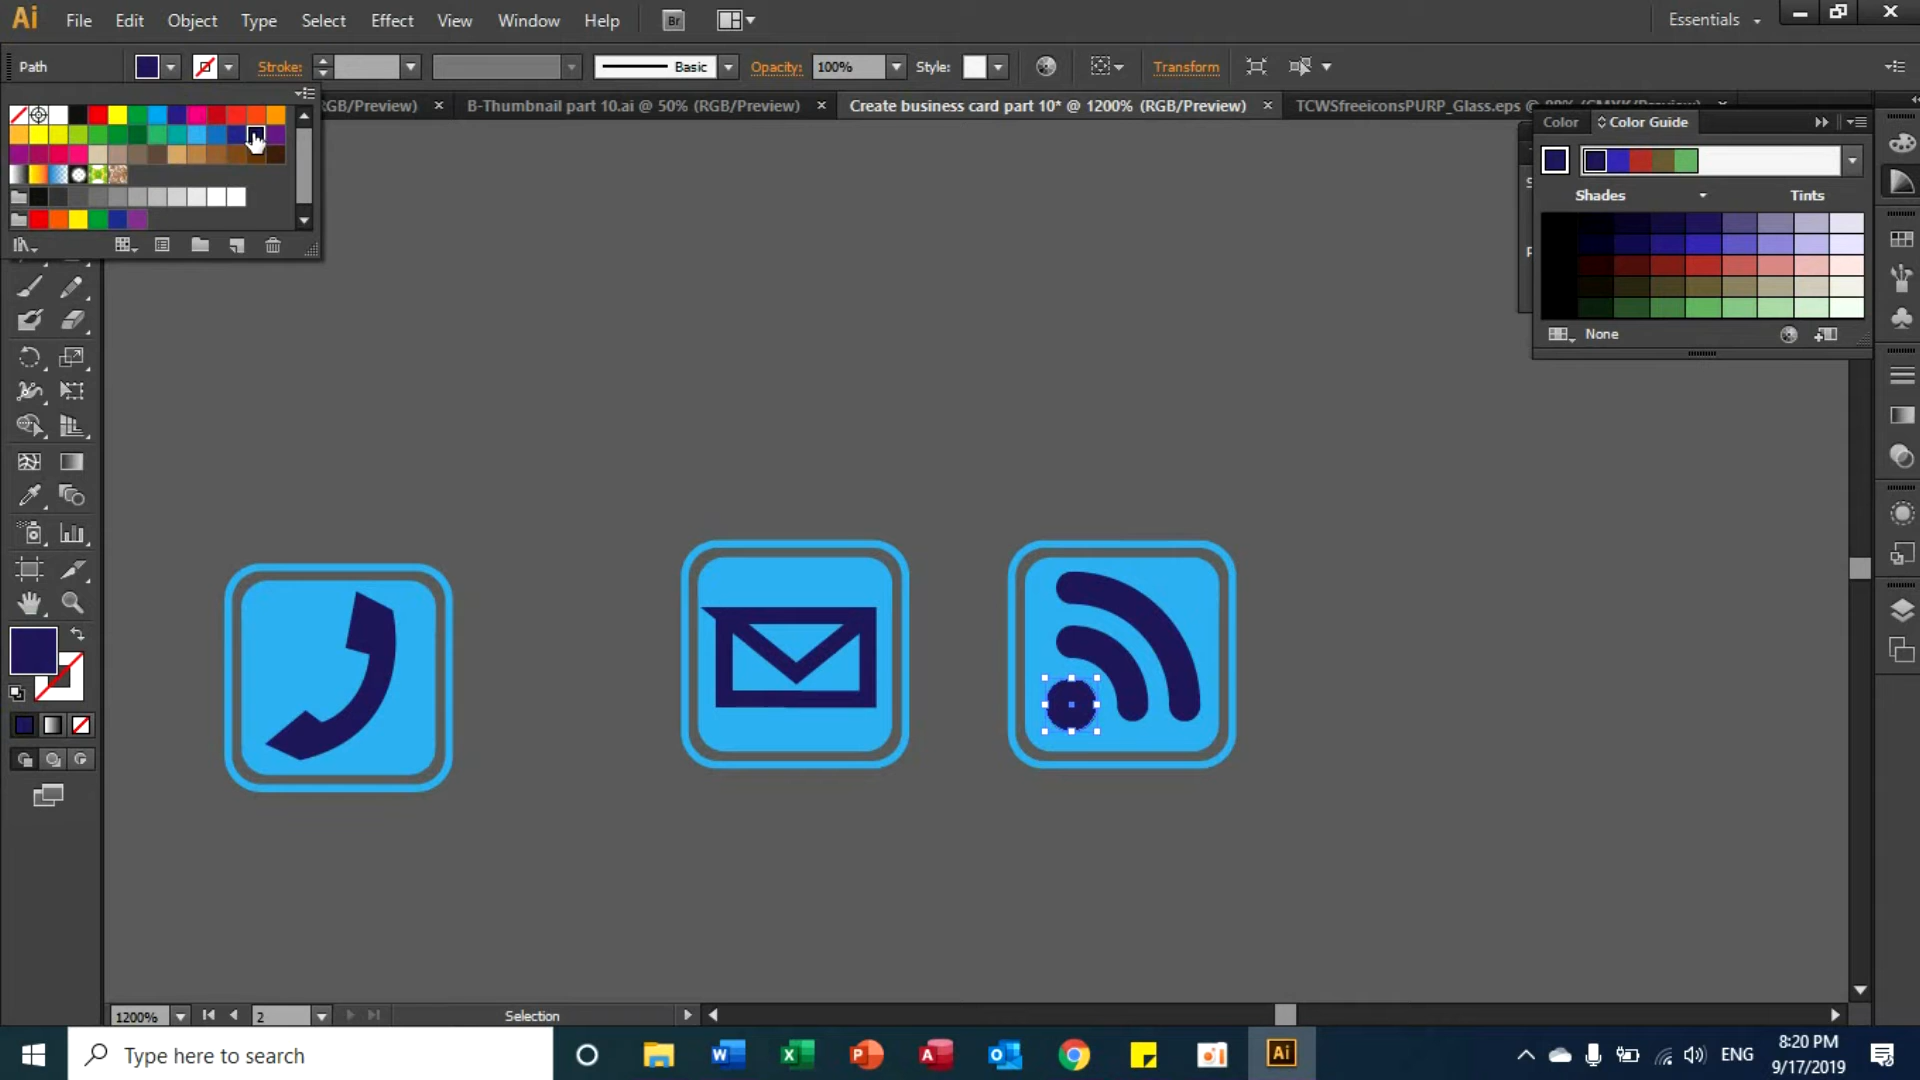 Ai File Edit Object Type Select Effect View Window Help Br Essentials
Path Stroke: Basic Opacity: 100% Style: Transform
RGB/Preview) × B-Thumbnail part 10.ai @ 50% (RGB/Preview) × Create business card part 10* @ 1200% (RGB/Preview) × TCWSfreeiconsPURP_Glass.eps
Color Color Guide
Shades Tints
None
1200% 2 Selection
Type here to search
ENG
8:20 PM
9/17/2019